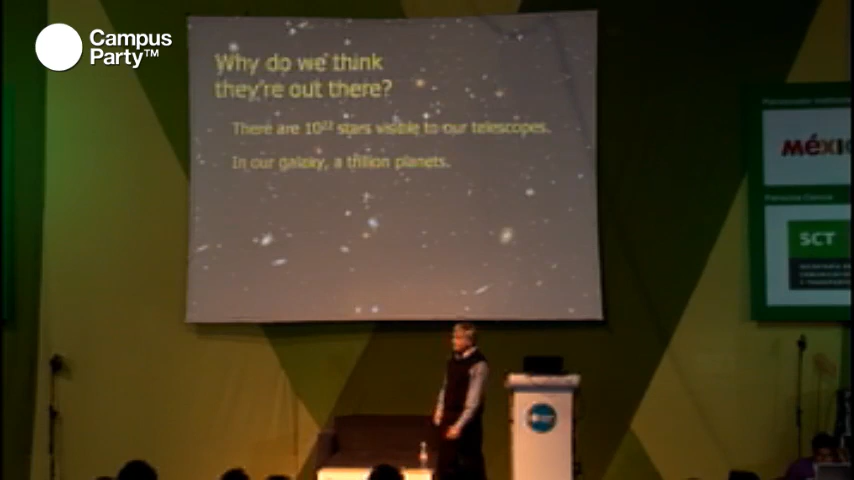 Campus
Party™
Why do we think
they're out there?
There are 10²² stars visible to our telescopes.
In our galaxy, a trillion planets.
MÉXIC
SCT